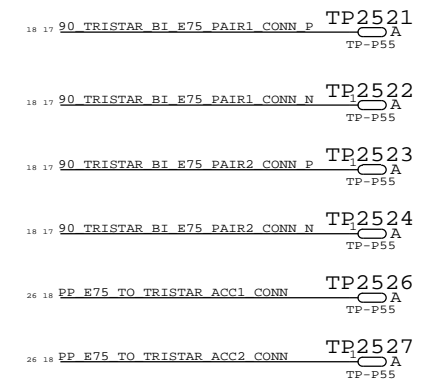 TP2521
18 17 90_TRISTAR_BI_E75_PAIR1_CONN_P
A
TP-P55
TP2522
18 17 90_TRISTAR_BI_E75_PAIR1_CONN_N 1
A
TP-P55
TP2523
18 17 90_TRISTAR_BI_E75_PAIR2_CONN_P 1
A
TP-P55
TP2524
18 17 90_TRISTAR_BI_E75_PAIR2_CONN_N 1
A
TP-P55
TP2526
26 18 PP_E75_TO_TRISTAR_ACC1_CONN
A
TP-P55
TP2527
26 18 PP_E75_TO_TRISTAR_ACC2_CONN 1
A
TP-P55